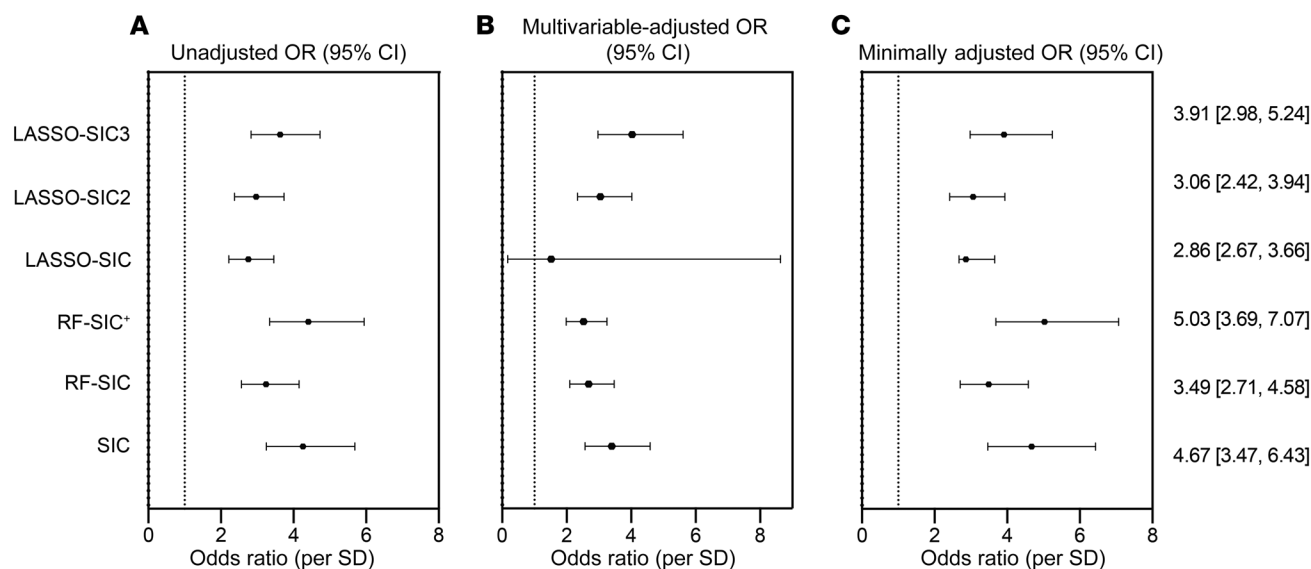 A
Unadjusted OR (95% CI)
B
Multivariable-adjusted OR
(95% CI)
C
Minimally adjusted OR (95% CI)
LASSO-SIC3
LASSO-SIC2
LASSO-SIC
RF-SIC⁺
RF-SIC
SIC
0 2 4 6 8
Odds ratio (per SD)
0 2 4 6 8
Odds ratio (per SD)
0 2 4 6 8
Odds ratio (per SD)
3.91 [2.98, 5.24]
3.06 [2.42, 3.94]
2.86 [2.67, 3.66]
5.03 [3.69, 7.07]
3.49 [2.71, 4.58]
4.67 [3.47, 6.43]